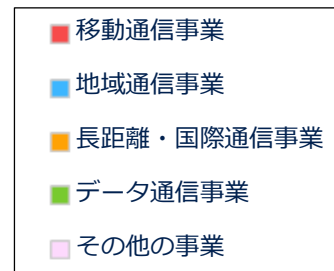 移動通信事業
地域通信事業
長距離・国際通信事業
データ通信事業
その他の事業